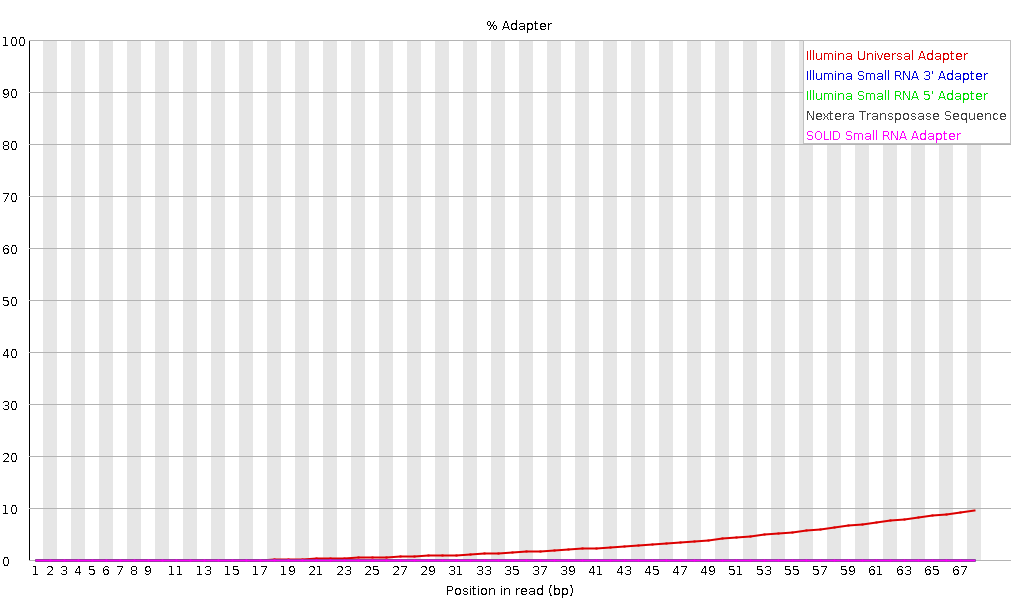 % Adapter
100
90
80
70
60
50
40
30
20
10
0
Illumina Universal Adapter
Illumina Small RNA 3' Adapter
Illumina Small RNA 5' Adapter
Nextera Transposase Sequence
SOLID Small RNA Adapter
1 2 3 4 5 6 7 8 9 11 13 15 17 19 21 23 25 27 29 31 33 35 37 39 41 43 45 47 49 51 53 55 57 59 61 63 65 67
Position in read (bp)